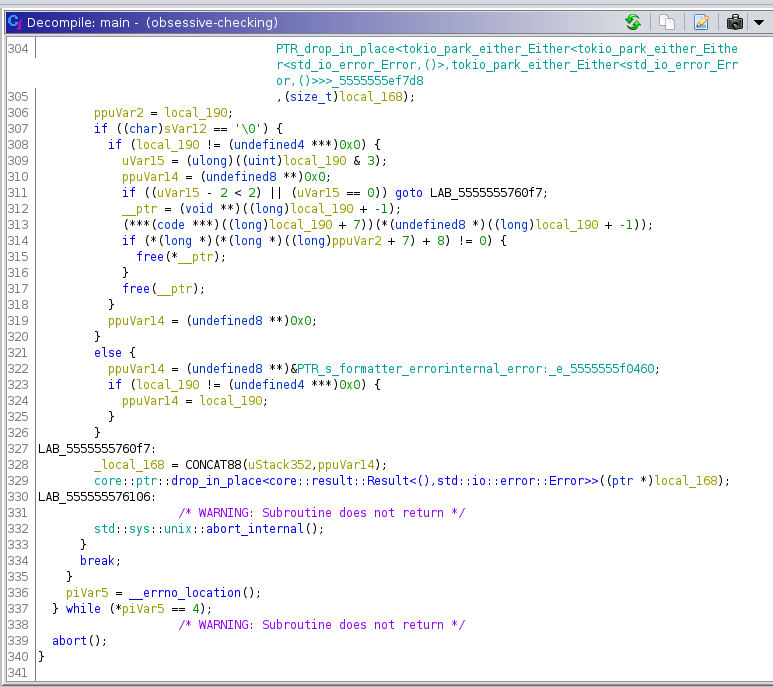 Decompile: main - (obsessive-checking)
304 PTR_drop_in_place<tokio_park_either_Either<tokio_park_either_Eithe
r<std_io_error_Error,()>,tokio_park_either_Either<std_io_error_Err
or,()>>>_5555555ef7d8
305 ,(size_t)local_168);
306 ppuVar2 = local_190;
307 if ((char)sVar12 == '\0') {
308 if (local_190 != (undefined4 ***)0x0) {
309 uVar15 = (ulong)((uint)local_190 & 3);
310 ppuVar14 = (undefined8 **)0x0;
311 if ((uVar15 - 2 < 2) || (uVar15 == 0)) goto LAB_5555555760f7;
312 __ptr = (void **)((long)local_190 + -1);
313 (***(code ***)((long)local_190 + 7))(*(undefined8 *)((long)local_190 + -1));
314 if (*(long *)(*(long *)((long)ppuVar2 + 7) + 8) != 0) {
315 free(*__ptr);
316 }
317 free(__ptr);
318 }
319 ppuVar14 = (undefined8 **)0x0;
320 }
321 else {
322 ppuVar14 = (undefined8 **)&PTR_s_formatter_errorinternal_error:_e_5555555f0460;
323 if (local_190 != (undefined4 ***)0x0) {
324 ppuVar14 = local_190;
325 }
326 }
327 LAB_5555555760f7:
328 _local_168 = CONCAT88(uStack352,ppuVar14);
329 core::ptr::drop_in_place<core::result::Result<(),std::io::error::Error>>((ptr *)local_168);
330 LAB_555555576106:
331 /* WARNING: Subroutine does not return */
332 std::sys::unix::abort_internal();
333 }
334 break;
335 }
336 piVar5 = __errno_location();
337 } while (*piVar5 == 4);
338 /* WARNING: Subroutine does not return */
339 abort();
340 }
341